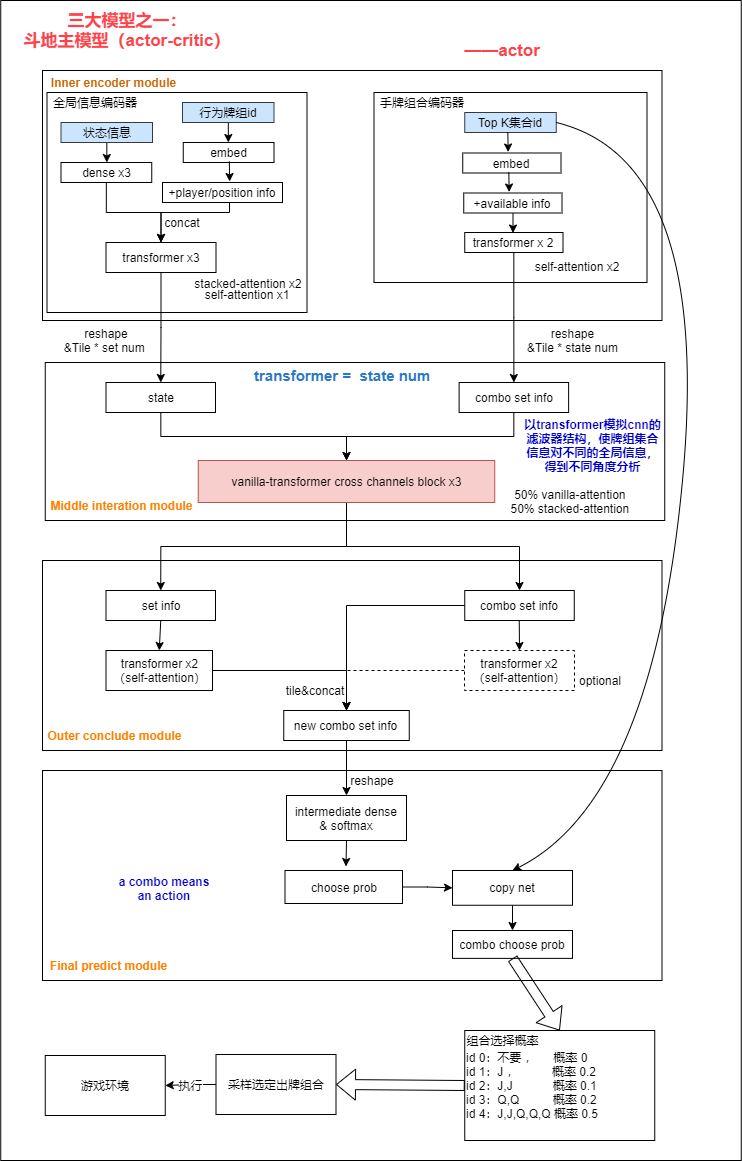 三大模型之一：
斗地主模型（actor-critic）
——actor
Inner encoder module
全局信息编码器
手牌组合编码器
行为牌组id
状态信息
Top K集合id
embed
dense x3
embed
+player/position info
+available info
concat
transformer x 2
transformer x3
self-attention x2
stacked-attention x2
self-attention x1
reshape
&Tile * set num
reshape
&Tile * state num
transformer = state num
state
combo set info
以transformer模拟cnn的
滤波器结构，使牌组集合
信息对不同的全局信息，
得到不同角度分析
vanilla-transformer cross channels block x3
50% vanilla-attention
50% stacked-attention
Middle interation module
set info
combo set info
transformer x2
（self-attention）
transformer x2
（self-attention）
optional
tile&concat
new combo set info
Outer conclude module
reshape
intermediate dense
& softmax
choose prob
copy net
a combo means
an action
combo choose prob
Final predict module
组合选择概率
id 0：不要 ， 概率 0
id 1：J ， 概率 0.2
id 2：J,J 概率 0.1
id 3：Q,Q 概率 0.2
id 4：J,J,Q,Q,Q 概率 0.5
游戏环境
执行
采样选定出牌组合